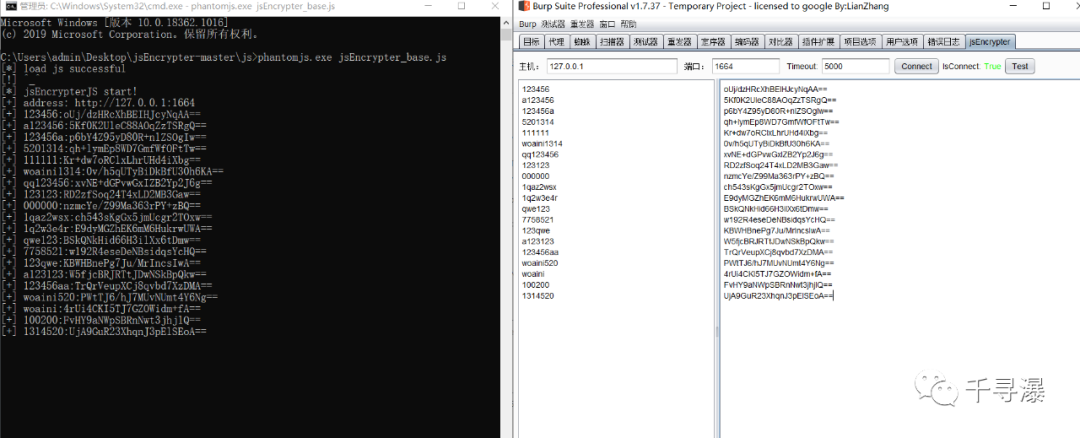 管理员: C:\Windows\System32\cmd.exe - phantomjs.exe jsEncrypter_base.js
Microsoft Windows [版本 10.0.18362.1016]
(c) 2019 Microsoft Corporation。保留所有权利。
C:\Users\admin\Desktop\jsEncrypter-master\js>phantomjs.exe jsEncrypter_base.js
[*] load js successful
[!] ^_^
[*] jsEncrypterJS start!
[+] address: http://127.0.0.1:1664
[+] 123456:oUj/dzHRcXhBEIHJcyNqAA==
[+] a123456:5Kf0K2UleC88AOqZzTSRgQ==
[+] 123456a:p6bY4Z95yD80R+nlZSOgIw==
[+] 5201314:qh+lymEp8WD7GmfWfOFtTw==
[+] 111111:Kr+dw7oRClxLhrUHd4iXbg==
[+] woaini1314:0v/h5qUTyBiDkBfU30h6KA==
[+] qq123456:xvNE+dGPvwGxIZB2Yp2J6g==
[+] 123123:RD2zfSoq24T4xLD2MB3Gaw==
[+] 000000:nzmcYe/Z99Ma363rPY+zBQ==
[+] 1qaz2wsx:ch543sKgGx5jmUcgr2TOxw==
[+] 1q2w3e4r:E9dyMGZhEK6mM6HukrwUWA==
[+] qwe123:BSkQNkHid66H3ilXx6tDmw==
[+] 7758521:w192R4eseDeNBsidqsYcHQ==
[+] 123qwe:KBWHBnePg7Ju/MrIncsIwA==
[+] a123123:W5fjcBRJRTtJDwNSkBpQkw==
[+] 123456aa:TrQrVeupXCj8qvbd7XzDMA==
[+] woaini520:PWtTJ6/hJ7MUvNUmt4Y6Ng==
[+] woaini:4rUi4CKI5TJ7GZOWidm+fA==
[+] 100200:FvHY9aNWpSBRnNwt3jhjlQ==
[+] 1314520:UjA9GuR23XhqnJ3pElSEoA==
Burp Suite Professional v1.7.37 - Temporary Project - licensed to google By:LianZhang
Burp 测试器 重发器 窗口 帮助
目标 代理 蜘蛛 扫描器 测试器 重发器 定序器 编码器 对比器 插件扩展 项目选项 用户选项 错误日志 jsEncrypter
主机: 127.0.0.1 端口: 1664 Timeout: 5000 Connect IsConnect: True Test
123456 oUj/dzHRcXhBEIHJcyNqAA==
a123456 5Kf0K2UleC88AOqZzTSRgQ==
123456a p6bY4Z95yD80R+nlZSOgIw==
5201314 qh+lymEp8WD7GmfWfOFtTw==
111111 Kr+dw7oRClxLhrUHd4iXbg==
woaini1314 0v/h5qUTyBiDkBfU30h6KA==
qq123456 xvNE+dGPvwGxIZB2Yp2J6g==
123123 RD2zfSoq24T4xLD2MB3Gaw==
000000 nzmcYe/Z99Ma363rPY+zBQ==
1qaz2wsx ch543sKgGx5jmUcgr2TOxw==
1q2w3e4r E9dyMGZhEK6mM6HukrwUWA==
qwe123 BSkQNkHid66H3ilXx6tDmw==
7758521 w192R4eseDeNBsidqsYcHQ==
123qwe KBWHBnePg7Ju/MrIncsIwA==
a123123 W5fjcBRJRTtJDwNSkBpQkw==
123456aa TrQrVeupXCj8qvbd7XzDMA==
woaini520 PWtTJ6/hJ7MUvNUmt4Y6Ng==
woaini 4rUi4CKI5TJ7GZOWidm+fA==
100200 FvHY9aNWpSBRnNwt3jhjlQ==
1314520 UjA9GuR23XhqnJ3pElSEoA==
千寻瀑